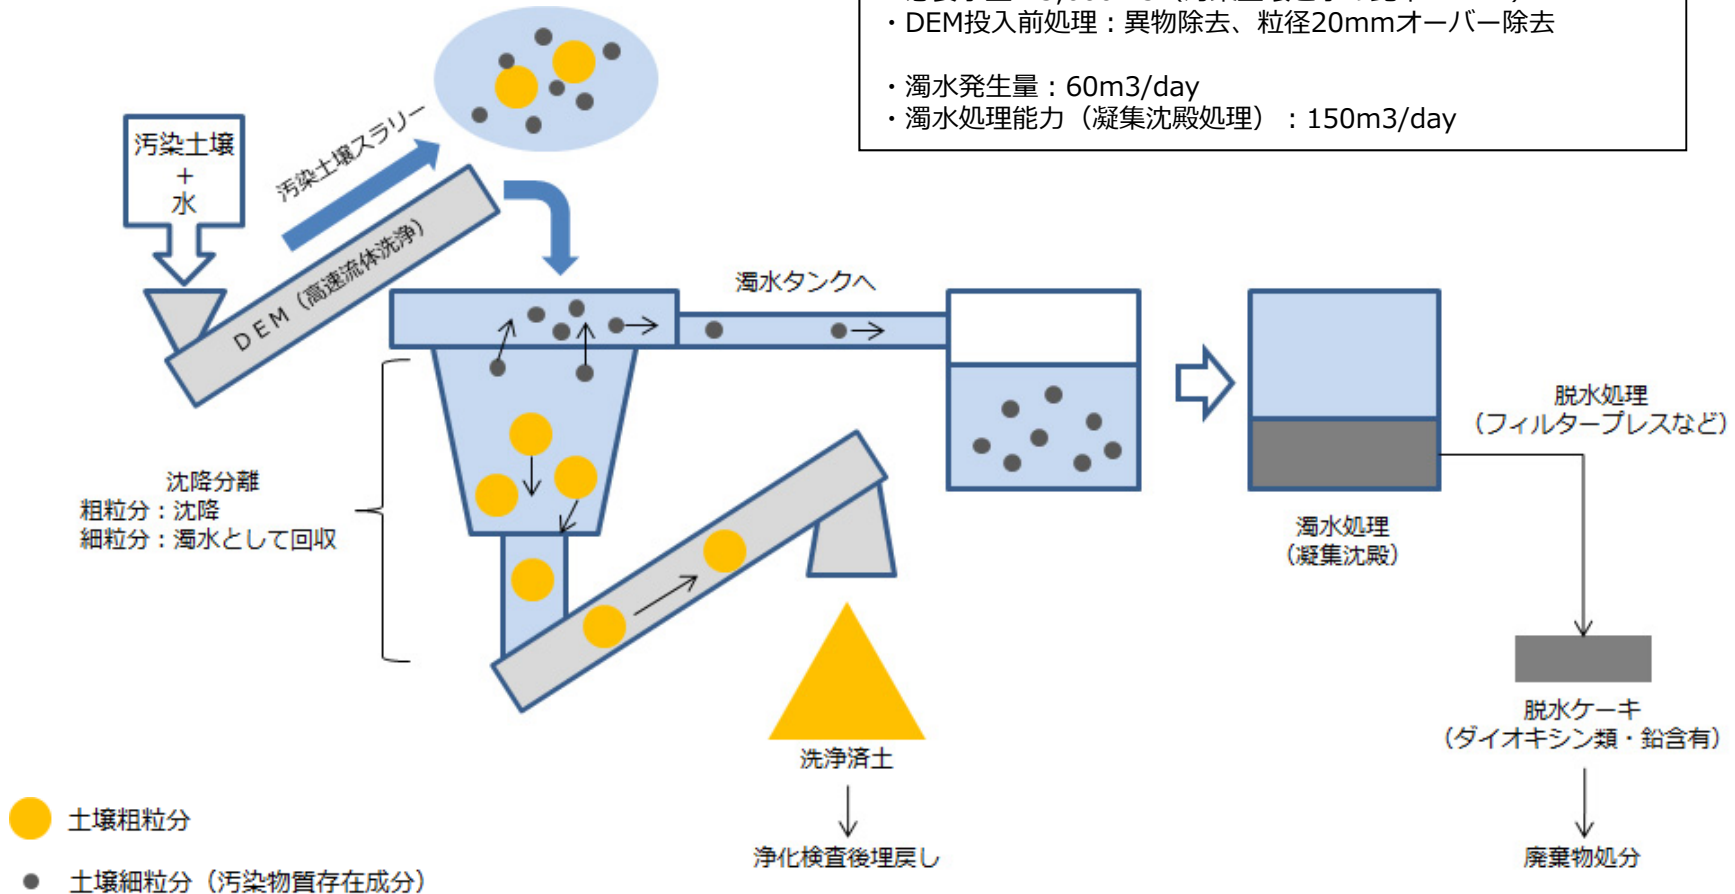 ・DEM投入前処理：異物除去、粒径20mmオーバー除去
・濁水発生量：60m3/day
・濁水処理能力（凝集沈殿処理）：150m3/day
汚染土壌
+
水
汚染土壌スラリー
DEM（高速流体洗浄）
濁水タンクへ
沈降分離
粗粒分：沈降
細粒分：濁水として回収
脱水処理
（フィルタープレスなど）
濁水処理
（凝集沈殿）
脱水ケーキ
（ダイオキシン類・鉛含有）
洗浄済土
浄化検査後埋戻し
廃棄物処分
土壌粗粒分
土壌細粒分（汚染物質存在成分）